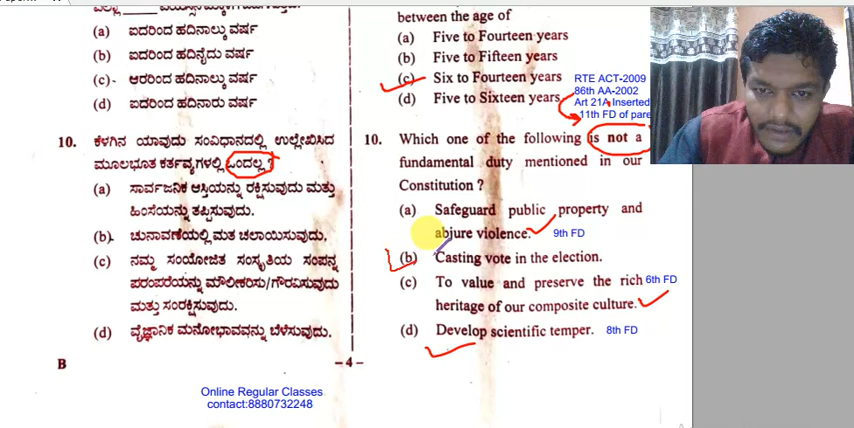 (a) ಐದರಿಂದ ಹದಿನಾಲ್ಕು ವರ್ಷ
(b) ಐದರಿಂದ ಹದಿನೈದು ವರ್ಷ
(c) ಆರರಿಂದ ಹದಿನಾಲ್ಕು ವರ್ಷ
(d) ಐದರಿಂದ ಹದಿನಾರು ವರ್ಷ
10. ಕೆಳಗಿನ ಯಾವುದು ಸಂವಿಧಾನದಲ್ಲಿ ಉಲ್ಲೇಖಿಸಿದ
ಮೂಲಭೂತ ಕರ್ತವ್ಯಗಳಲ್ಲಿ ಒಂದಲ್ಲ ?
(a) ಸಾರ್ವಜನಿಕ ಆಸ್ತಿಯನ್ನು ರಕ್ಷಿಸುವುದು ಮತ್ತು
ಹಿಂಸೆಯನ್ನು ತಪ್ಪಿಸುವುದು.
(b) ಚುನಾವಣೆಯಲ್ಲಿ ಮತ ಚಲಾಯಿಸುವುದು.
(c) ನಮ್ಮ ಸಂಯೋಜಿತ ಸಂಸ್ಕೃತಿಯ ಸಂಪನ್ನ
ಪರಂಪರೆಯನ್ನು ಮೌಲೀಕರಿಸು/ಗೌರವಿಸುವುದು
ಮತ್ತು ಸಂರಕ್ಷಿಸುವುದು.
(d) ವೈಜ್ಞಾನಿಕ ಮನೋಭಾವವನ್ನು ಬೆಳೆಸುವುದು.
B
– 4 –
between the age of
(a) Five to Fourteen years
(b) Five to Fifteen years
(c) Six to Fourteen years
(d) Five to Sixteen years
RTE ACT-2009
86th AA-2002
Art 21A Inserted
11th FD of pare
10. Which one of the following is not a
fundamental duty mentioned in our
Constitution ?
(a) Safeguard public property and
abjure violence. 9th FD
(b) Casting vote in the election.
(c) To value and preserve the rich 6th FD
heritage of our composite culture.
(d) Develop scientific temper. 8th FD
Online Regular Classes
contact:8880732248